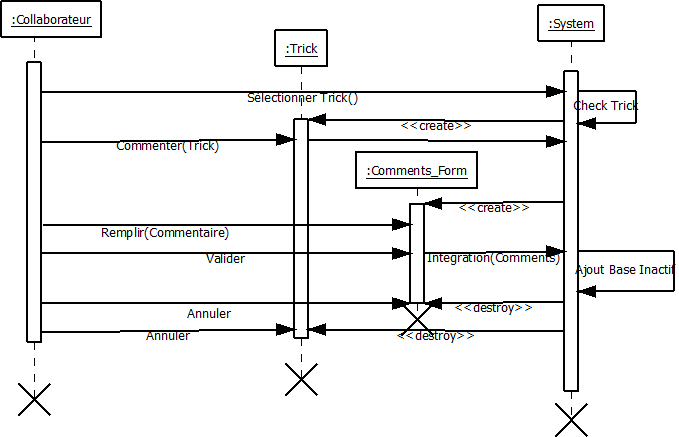 :Collaborateur
:System
:Trick
Sélectionner Trick()
Check Trick
<<create>>
Commenter(Trick)
:Comments_Form
<<create>>
Remplir(Commentaire)
Valider
Integration(Comments)
Ajout Base Inactif
Annuler
<<destroy>>
Annuler
<<destroy>>